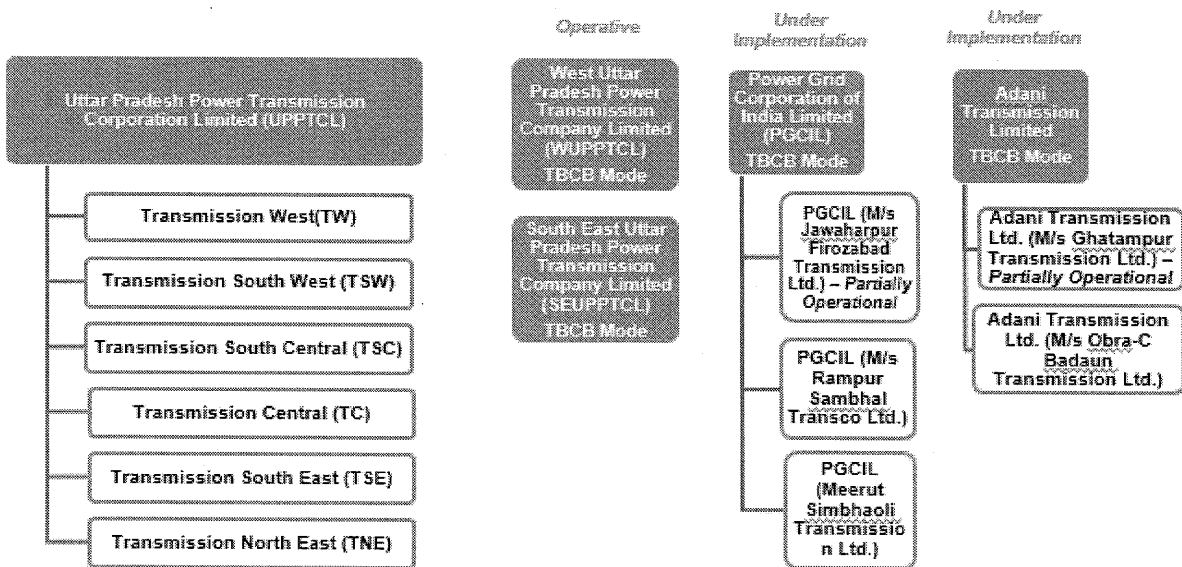 Uttar Pradesh Power Transmission
Corporation Limited (UPPTCL)
Transmission West(TW)
Transmission South West (TSW)
Transmission South Central (TSC)
Transmission Central (TC)
Transmission South East (TSE)
Transmission North East (TNE)
Operative
West Uttar
Pradesh Power
Transmission
Company Limited
(WUPPTCL)
TBCB Mode
South East Uttar
Pradesh Power
Transmission
Company Limited
(SEUPPTCL)
TBCB Mode
Under
Implementation
Power Grid
Corporation of
India Limited
(PGCIL)
TBCB Mode
PGCIL (M/s
Jawaharpur
Firozabad
Transmission
Ltd.) – Partially
Operational
PGCIL (M/s
Rampur
Sambhal
Transco Ltd.)
PGCIL
(Meerut
Simbhaoli
Transmissio
n Ltd.)
Under
Implementation
Adani
Transmission
Limited
TBCB Mode
Adani Transmission
Ltd. (M/s Ghatampur
Transmission Ltd.) –
Partially Operational
Adani Transmission
Ltd. (M/s Obra-C
Badaun
Transmission Ltd.)